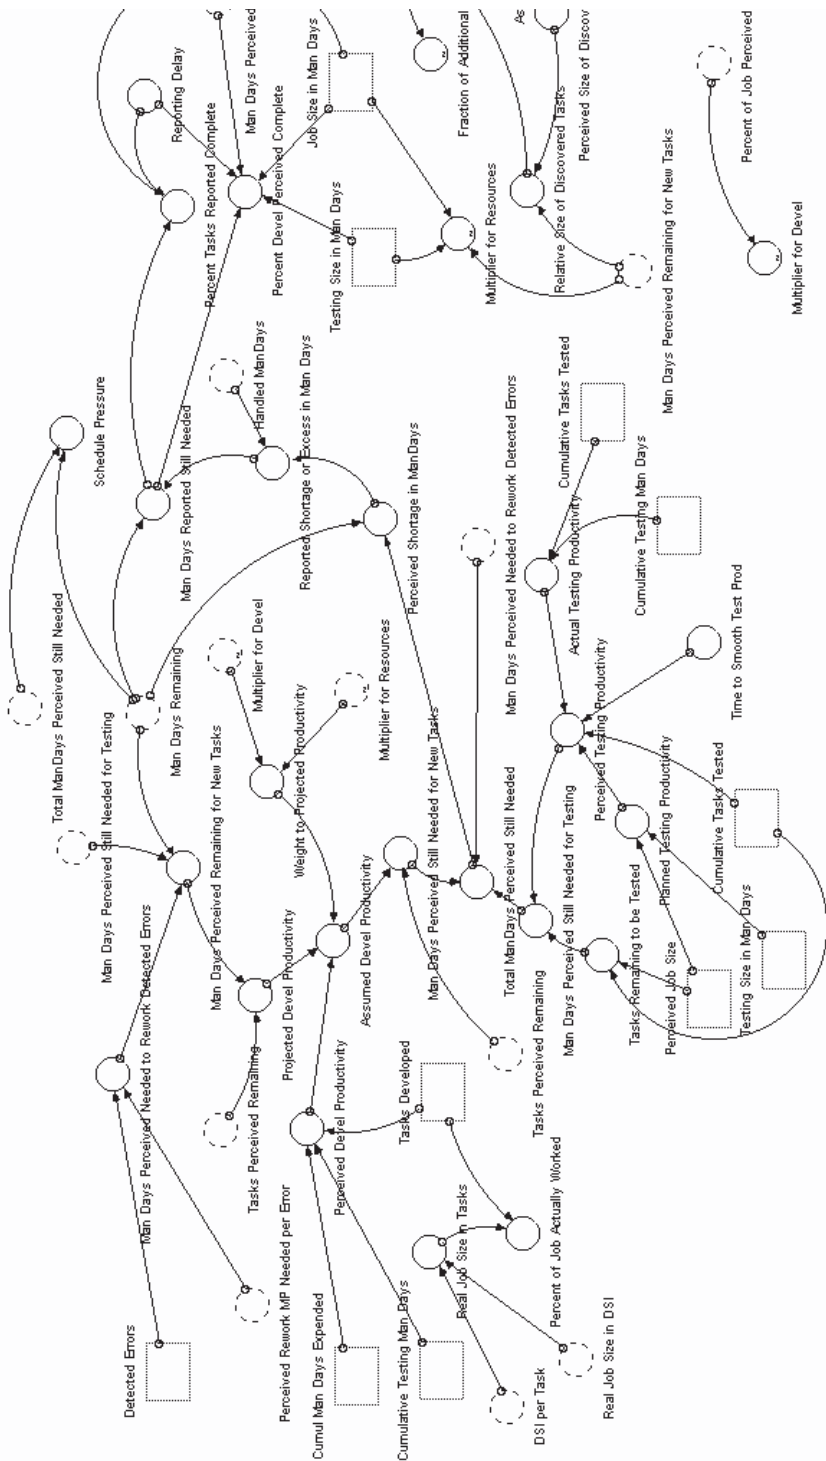 Total ManDays Perceived Still Needed
Schedule Pressure
Man Days Perceived Still Needed for Testing
Detected Errors
Man Days Perceived Needed to Rework Detected Errors
Man Days Remaining
Reporting Delay
Man Days Reported Still Needed
Percent Tasks Reported Complete
Man Days Perceived Remaining for New Tasks
Tasks Perceived Remaining
Man Days Perceived
Multiplier for Devel
Handled ManDays
Percent Devel Perceived Complete
Perceived Rework MP Needed per Error
Projected Devel Productivity
Weight to Projected Productivity
Reported Shortage or Excess in Man Days
Job Size in Man Days
Cumul Man Days Expended
Testing Size in Man Days
Perceived Devel Productivity
Assumed Devel Productivity
Multiplier for Resources
Cumulative Testing Man Days
Tasks Developed
Perceived Shortage in ManDays
Man Days Perceived Still Needed for New Tasks
Real Job Size in Tasks
Fraction of Additional
Multiplier for Resources
Total ManDays Perceived Still Needed
Man Days Perceived Needed to Rework Detected Errors
As
DSI per Task
Tasks Perceived Remaining
Percent of Job Actually Worked
Relative Size of Discovered Tasks
Cumulative Tasks Tested
Man Days Perceived Still Needed for Testing
Actual Testing Productivity
Perceived Size of Discov
Perceived Testing Productivity
Real Job Size in DSI
Tasks Remaining to be Tested
Cumulative Testing Man Days
Planned Testing Productivity
Perceived Job Size
Man Days Perceived Remaining for New Tasks
Cumulative Tasks Tested
Time to Smooth Test Prod
Testing Size in Man Days
Percent of Job Perceived
Multiplier for Devel